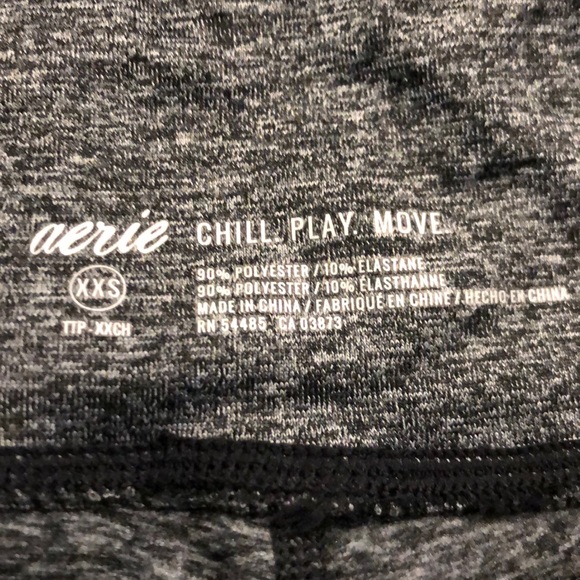 aerie CHILL. PLAY. MOVE.
XXS
TTP XXCH
90% POLYESTER / 10% ELASTANE
90% POLYESTER / 10% ÉLASTHANNE
MADE IN CHINA / FABRIQUÉ EN CHINE / HECHO EN CHINA
RN 54485 CA 03873